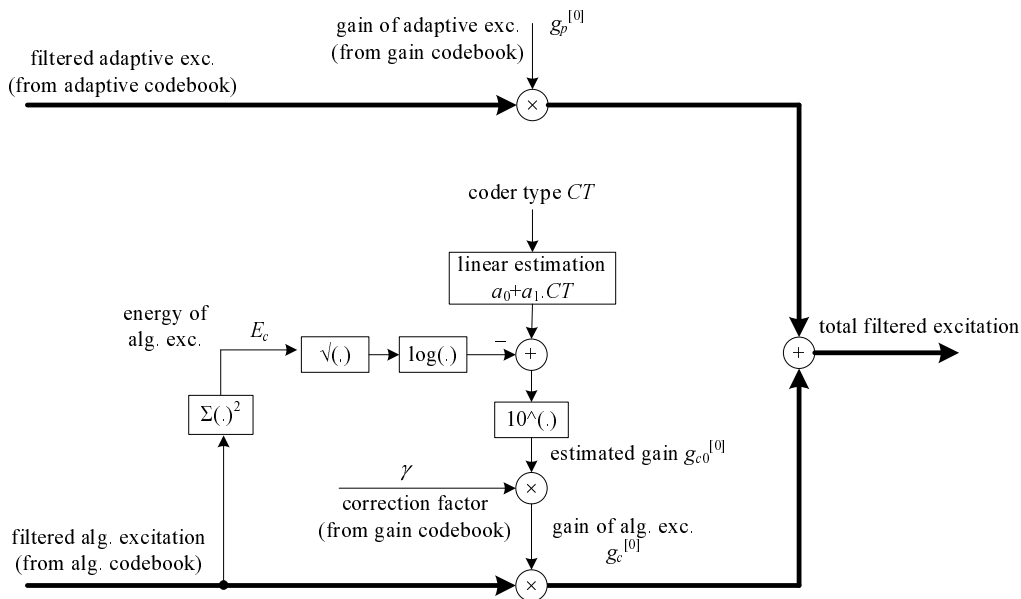 gain of adaptive exc.
(from gain codebook)
g_p^[0]
filtered adaptive exc.
(from adaptive codebook)
×
coder type CT
linear estimation
a_0+a_1.CT
energy of
alg. exc.
E_c
√(.)
log(.)
−
+
+
total filtered excitation
Σ(.)^2
10^(.)
estimated gain g_c0^[0]
γ
×
correction factor
(from gain codebook)
filtered alg. excitation
(from alg. codebook)
gain of alg. exc.
g_c^[0]
×